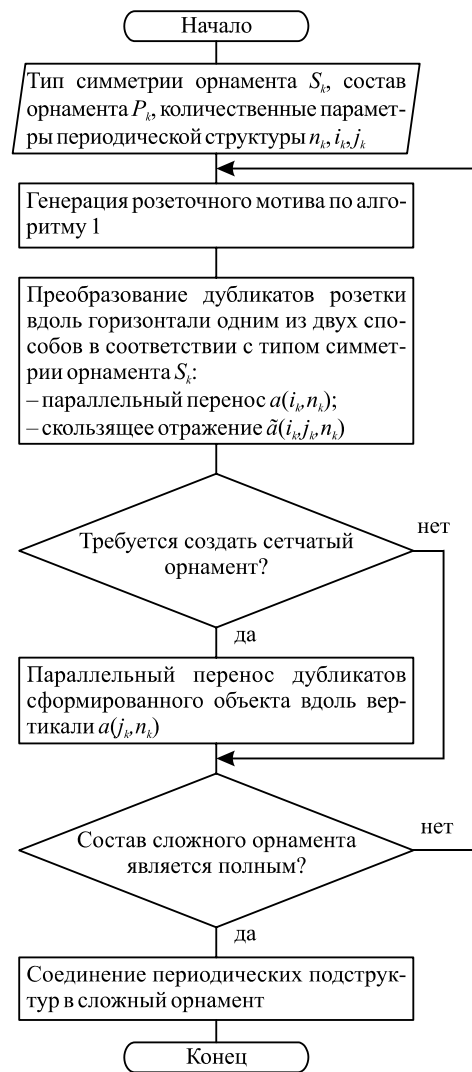 Начало
Тип симметрии орнамента Sₖ, состав
орнамента Pₖ, количественные парамет-
ры периодической структуры nₖ, iₖ, jₖ
Генерация розеточного мотива по алго-
ритму 1
Преобразование дубликатов розетки
вдоль горизонтали одним из двух спо-
собов в соответствии с типом симмет-
рии орнамента Sₖ:
– параллельный перенос a(iₖ,nₖ);
– скользящее отражение ã(iₖ,jₖ,nₖ)
нет
Требуется создать сетчатый
орнамент?
да
Параллельный перенос дубликатов
сформированного объекта вдоль вер-
тикали a(jₖ,nₖ)
нет
Состав сложного орнамента
является полным?
да
Соединение периодических подструк-
тур в сложный орнамент
Конец